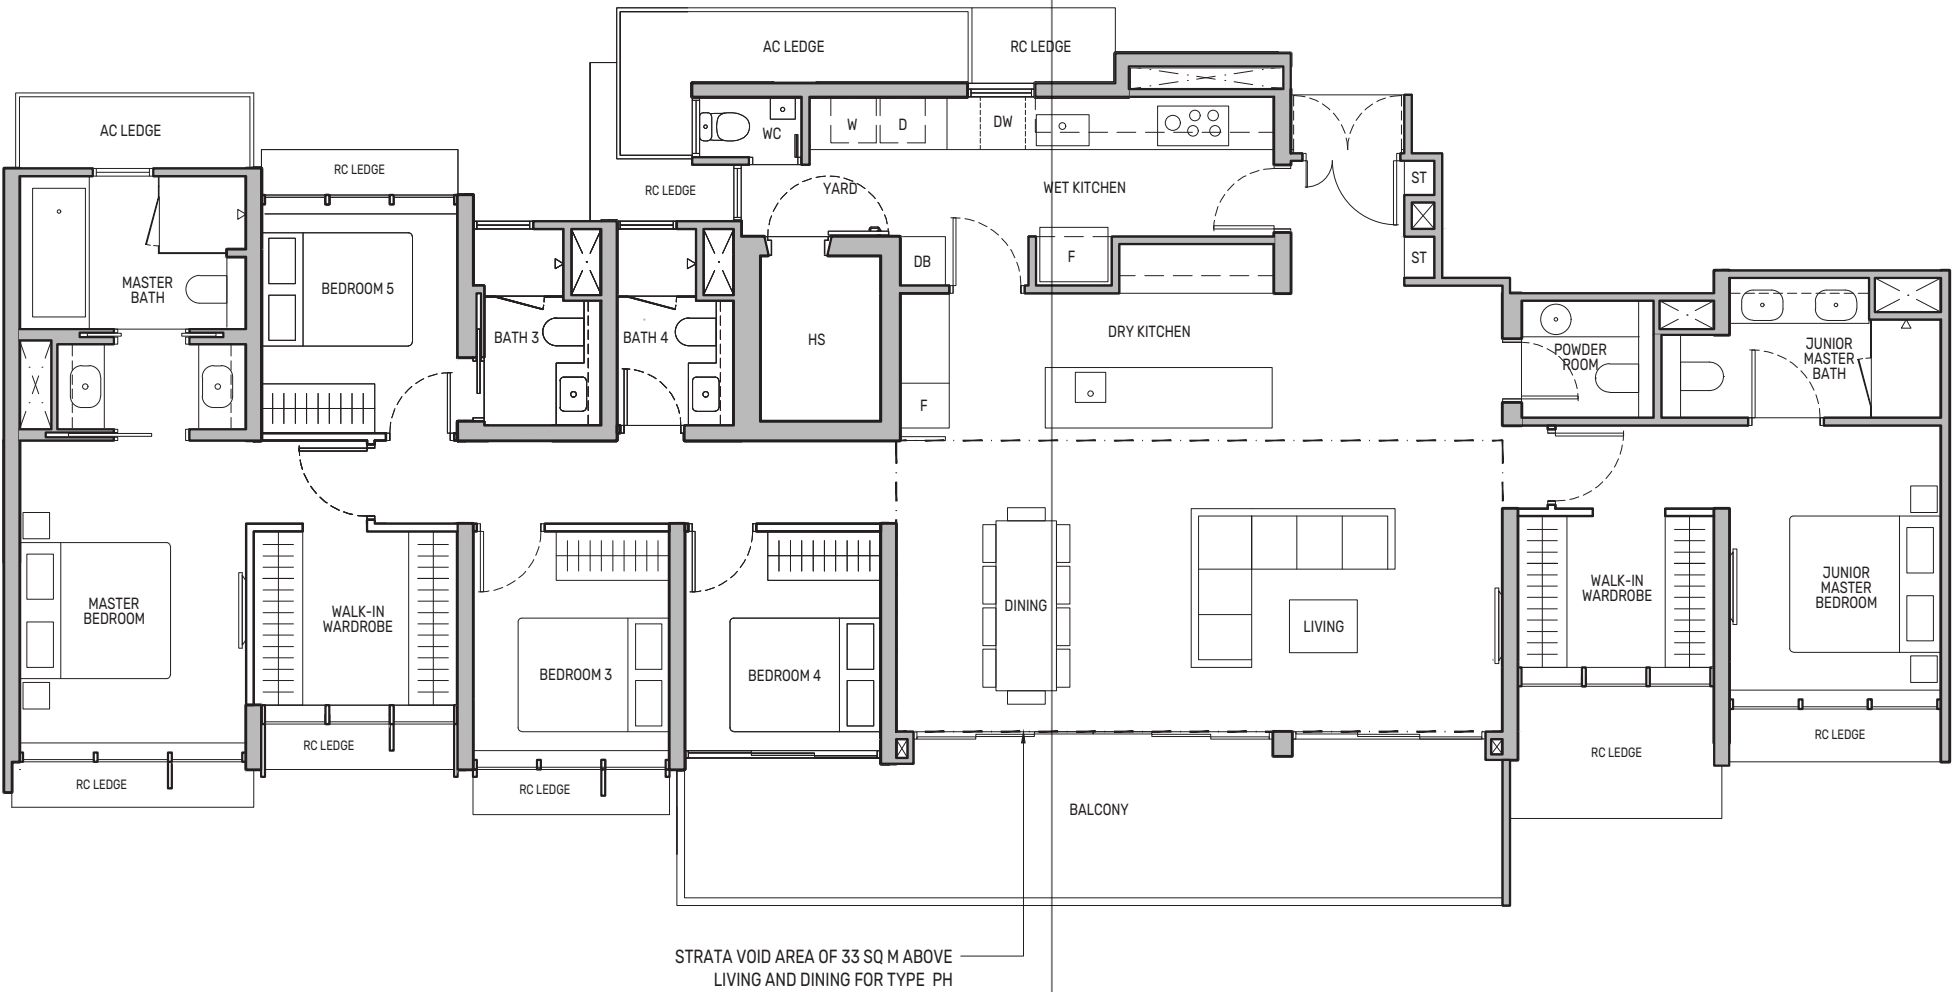 AC LEDGE
RC LEDGE
AC LEDGE
WC
W
D
DW
RC LEDGE
RC LEDGE
YARD
WET KITCHEN
ST
ST
MASTER
BATH
BEDROOM 5
DB
F
BATH 3
BATH 4
HS
DRY KITCHEN
POWDER
ROOM
JUNIOR
MASTER
BATH
F
MASTER
BEDROOM
WALK-IN
WARDROBE
DINING
LIVING
WALK-IN
WARDROBE
JUNIOR
MASTER
BEDROOM
BEDROOM 3
BEDROOM 4
RC LEDGE
RC LEDGE
RC LEDGE
RC LEDGE
RC LEDGE
BALCONY
STRATA VOID AREA OF 33 SQ M ABOVE
LIVING AND DINING FOR TYPE PH